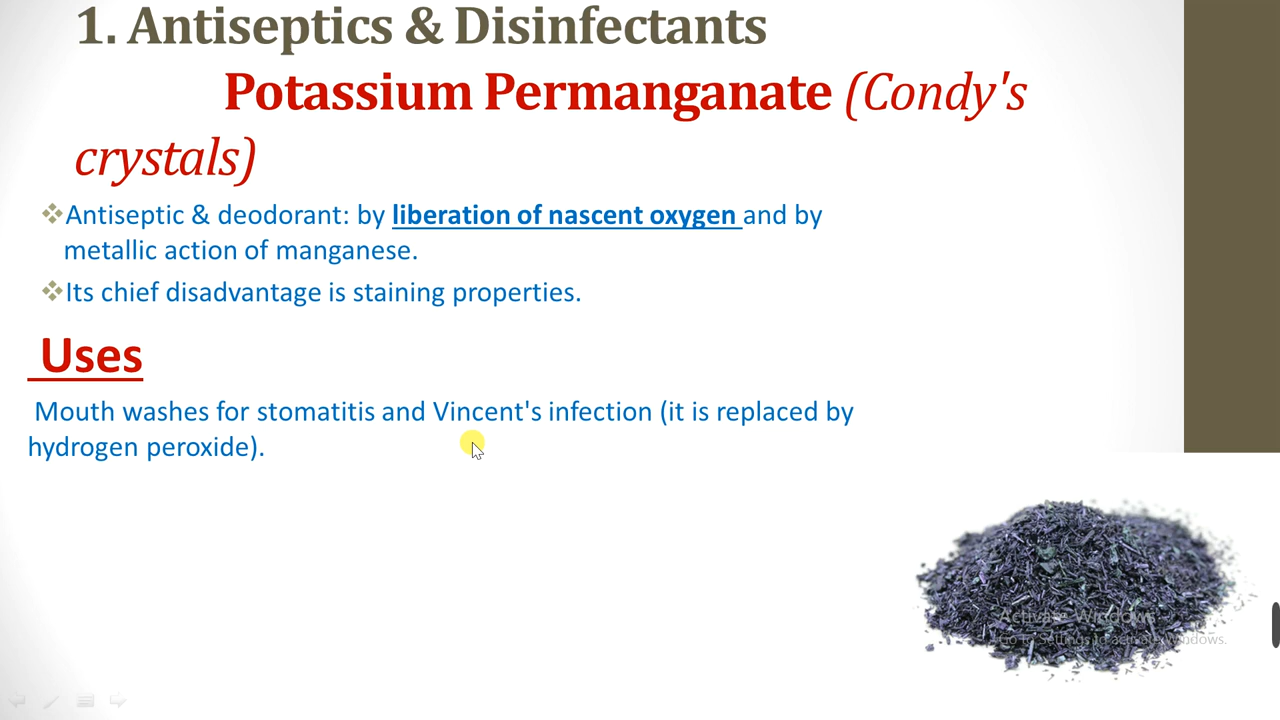 1. Antiseptics & Disinfectants
Potassium Permanganate (Condy's
crystals)
❖Antiseptic & deodorant: by liberation of nascent oxygen and by
metallic action of manganese.
❖Its chief disadvantage is staining properties.
Uses
Mouth washes for stomatitis and Vincent's infection (it is replaced by
hydrogen peroxide).
Activate Windows
Go to Settings to activate Windows.